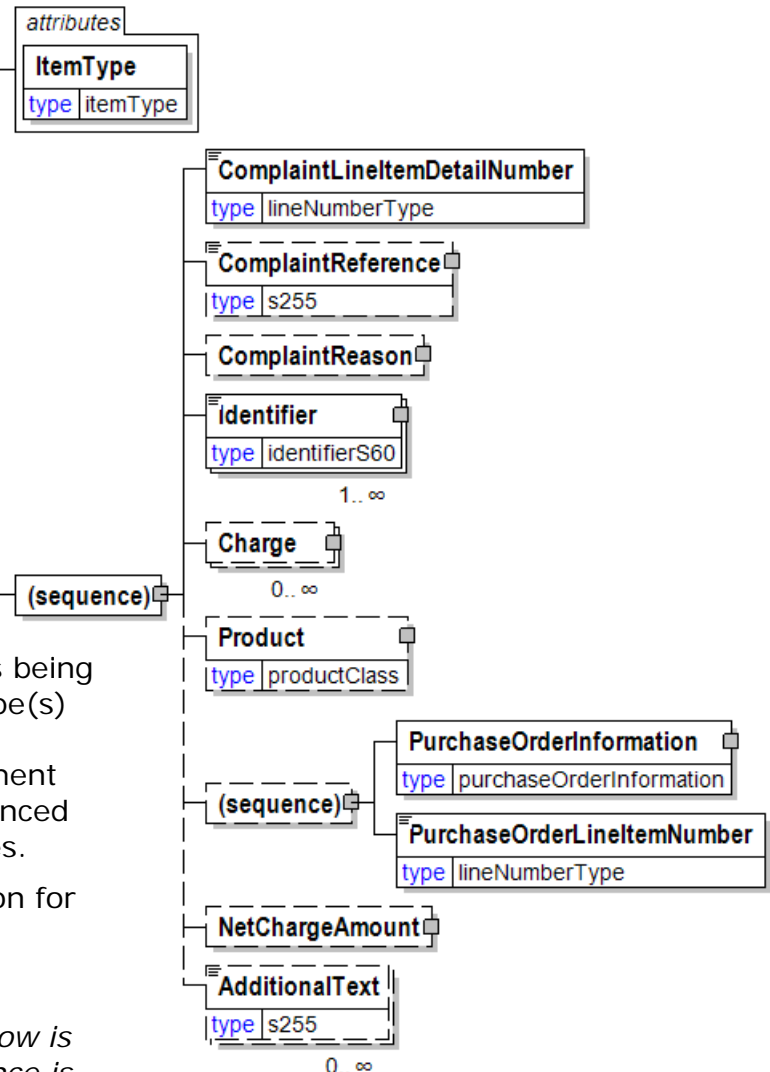 attributes
ItemType
type itemType
ComplaintLineItemDetailNumber
type lineNumberType
ComplaintReference
type s255
ComplaintReason
Identifier
type identifierS60
1.. ∞
Charge
0.. ∞
(sequence)
Product
type productClass
s being
pe(s)
PurchaseOrderInformation
type purchaseOrderInformation
nent
(sequence)
nced
PurchaseOrderLineItemNumber
s.
type lineNumberType
on for
NetChargeAmount
AdditionalText
type s255
ow is
0.. ∞
nce is